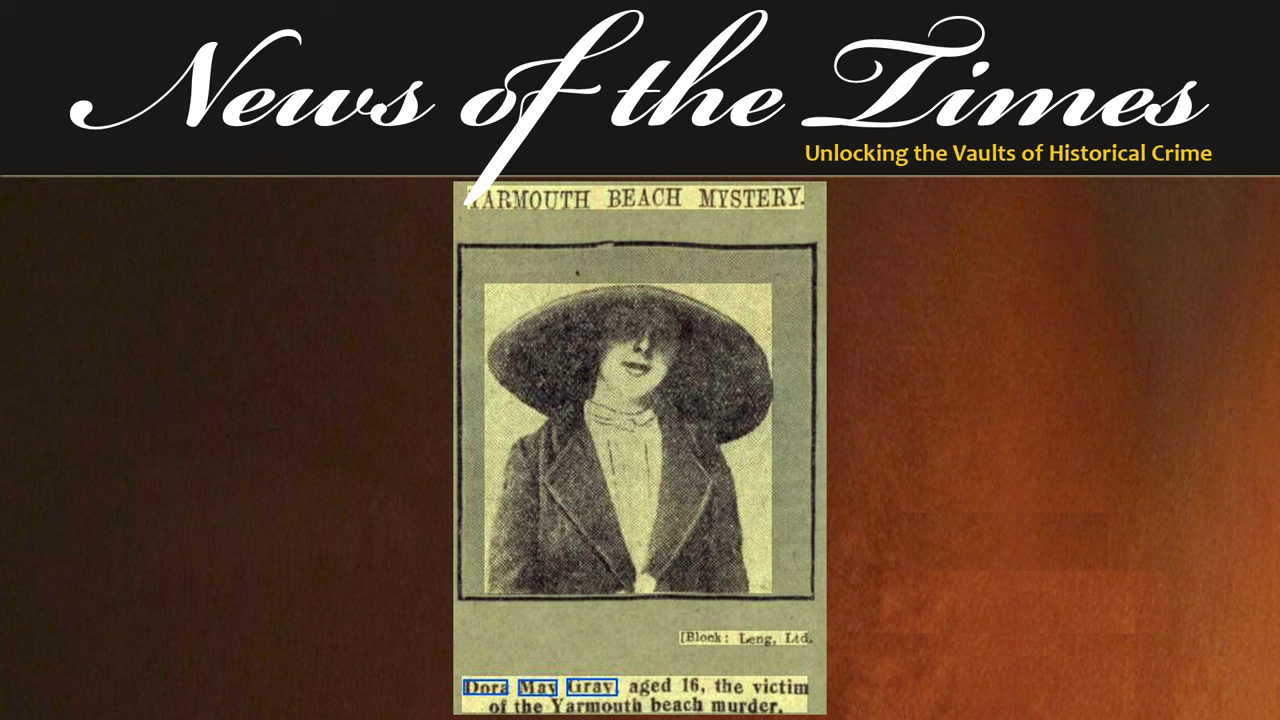 News of the Times
Unlocking the Vaults of Historical Crime
YARMOUTH BEACH MYSTERY.
[Block: Leng, Ltd.
Dora May Gray aged 16, the victim
of the Yarmouth beach murder.